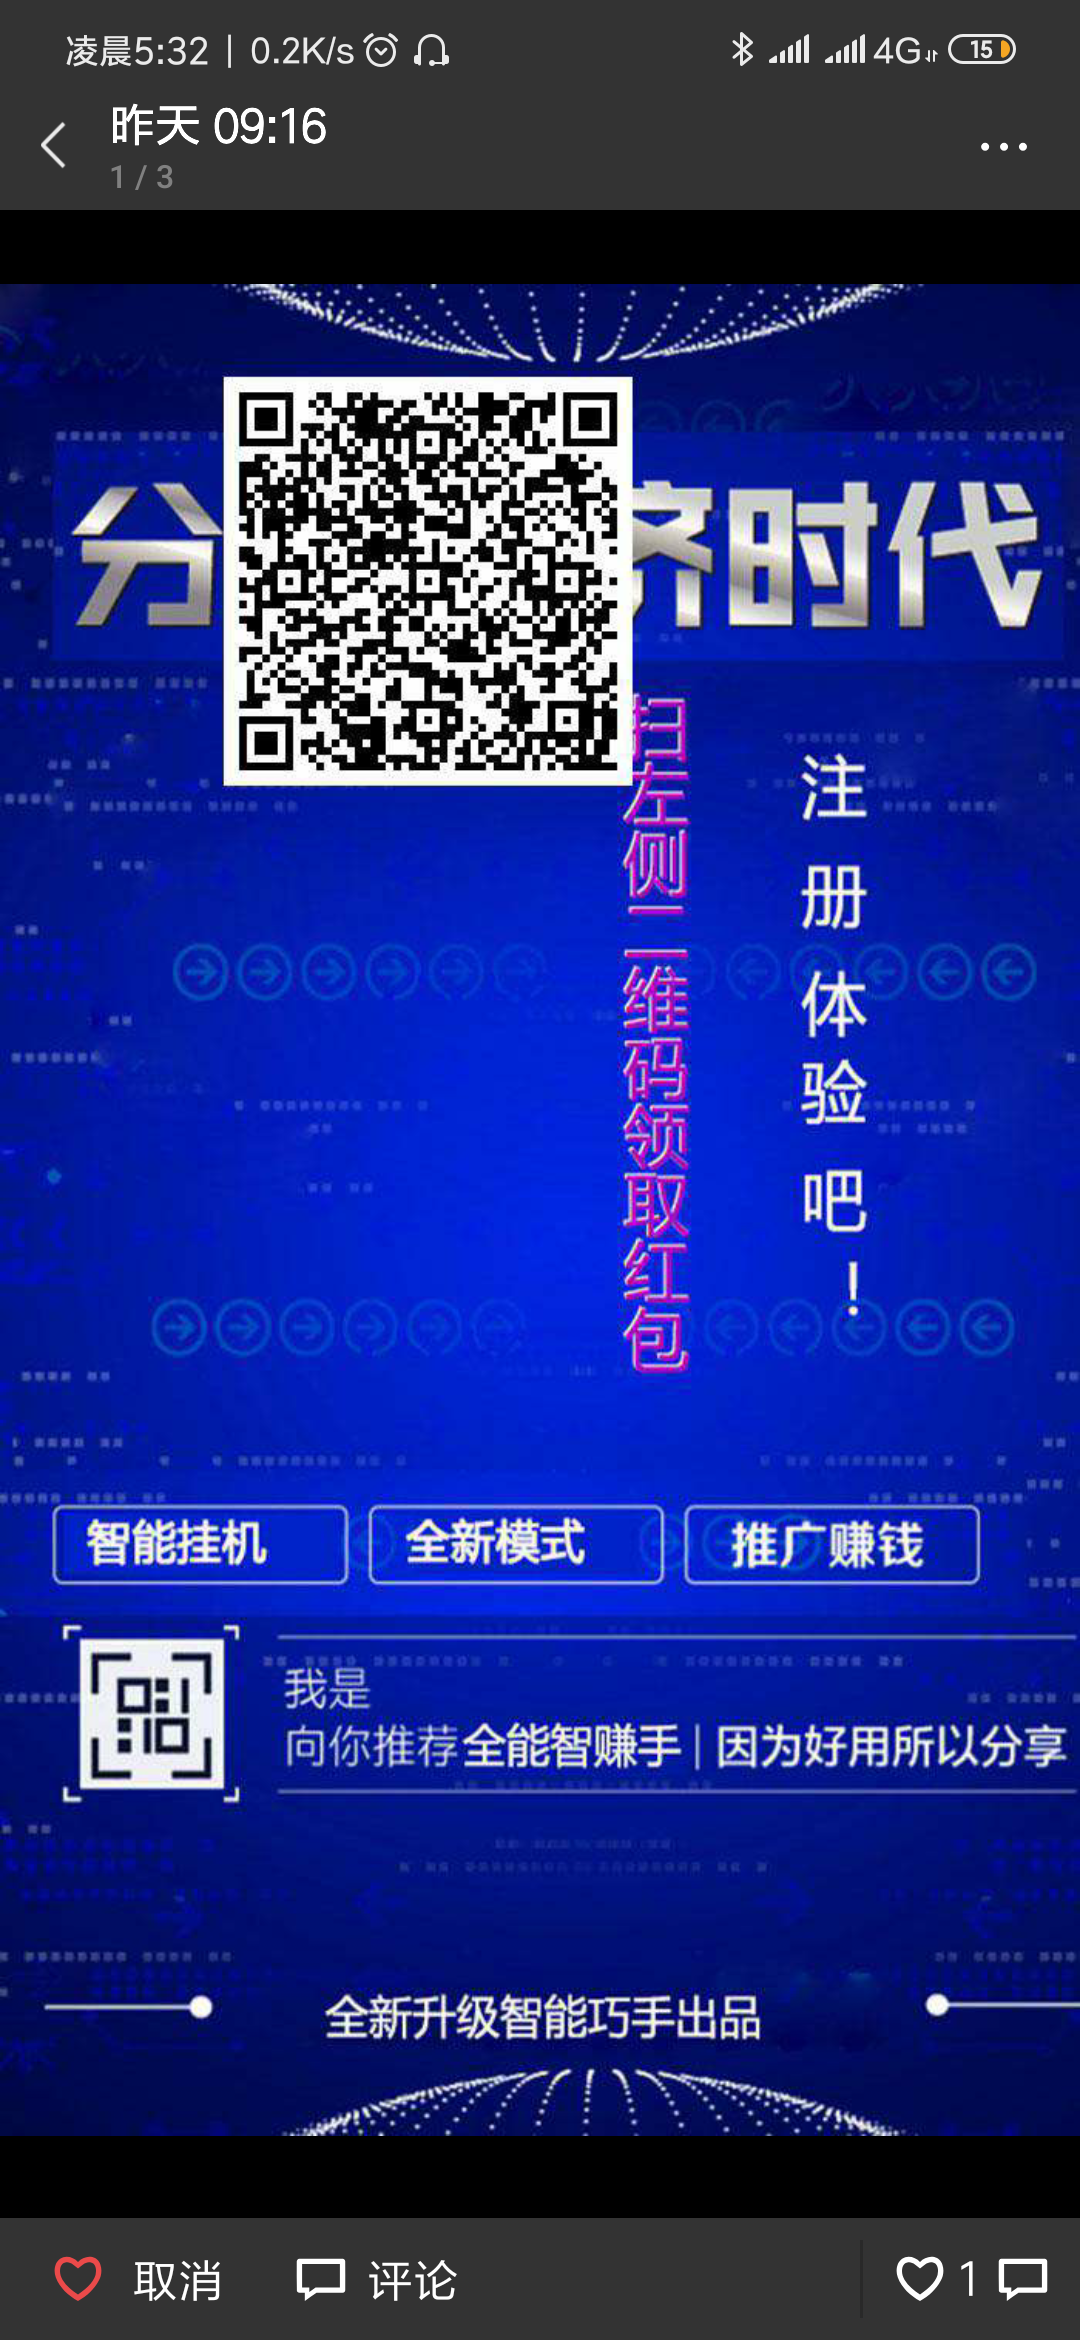 凌晨5:32 | 0.2K/s
4G 15
昨天 09:16
1 / 3
分
济时代
扫左侧二维码领取红包
注册体验吧！
智能挂机
全新模式
推广赚钱
我是
向你推荐全能智赚手|因为好用所以分享
全新升级智能巧手出品
取消
评论
1